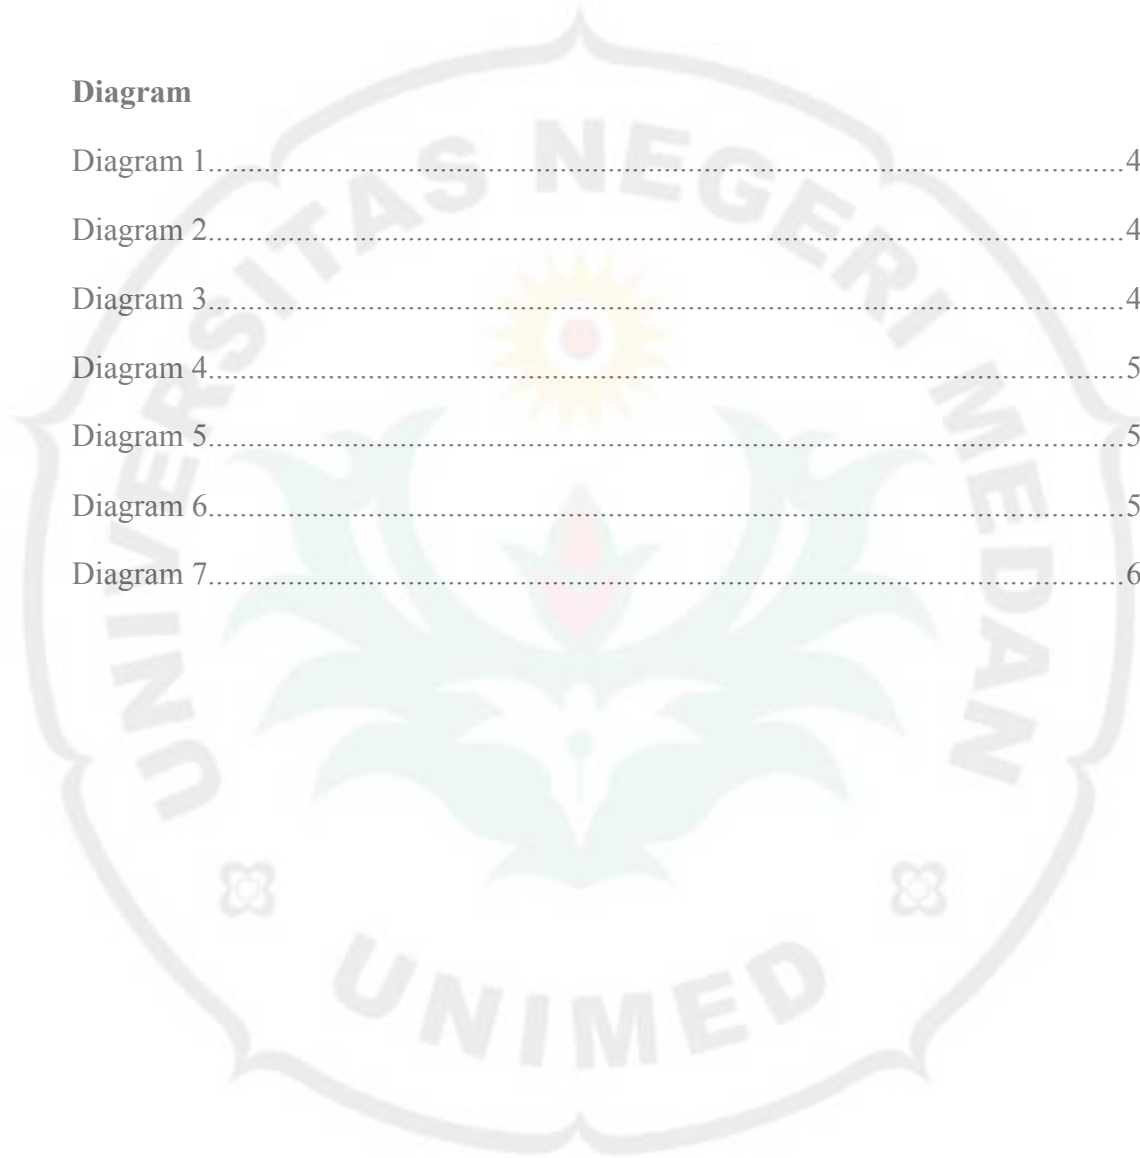 Diagram
Diagram 1..........4
Diagram 2..........4
Diagram 3..........4
Diagram 4..........5
Diagram 5..........5
Diagram 6..........5
Diagram 7..........6
UNIVERSITAS NEGERI MEDAN
UNIMED